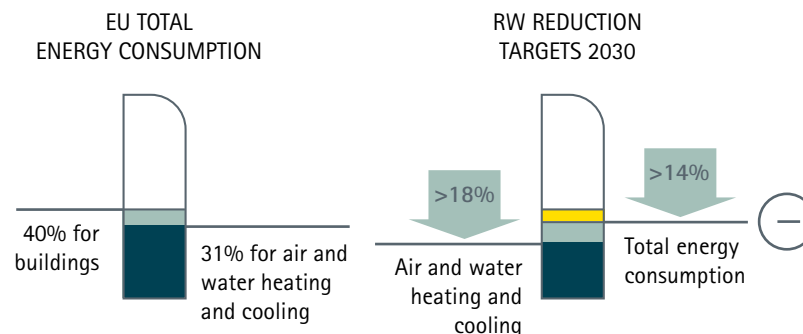 EU TOTAL
ENERGY CONSUMPTION
40% for
buildings
31% for air and
water heating
and cooling
RW REDUCTION
TARGETS 2030
>18%
>14%
Air and water
heating and
cooling
Total energy
consumption